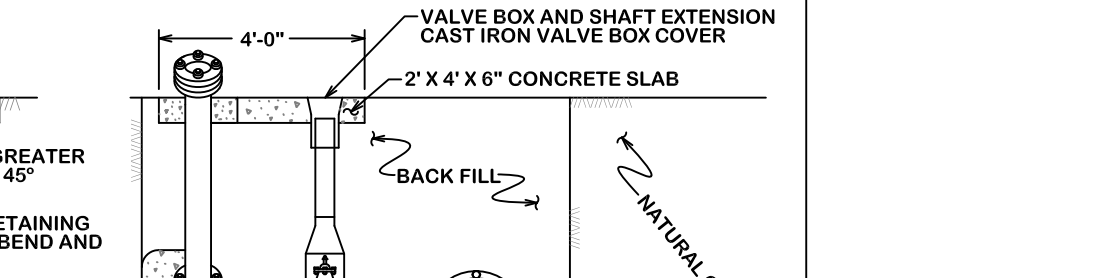 VALVE BOX AND SHAFT EXTENSION
CAST IRON VALVE BOX COVER
4'-0"
2' X 4' X 6" CONCRETE SLAB
GREATER
45º
BACK FILL
ETAINING
BEND AND
NATURAL